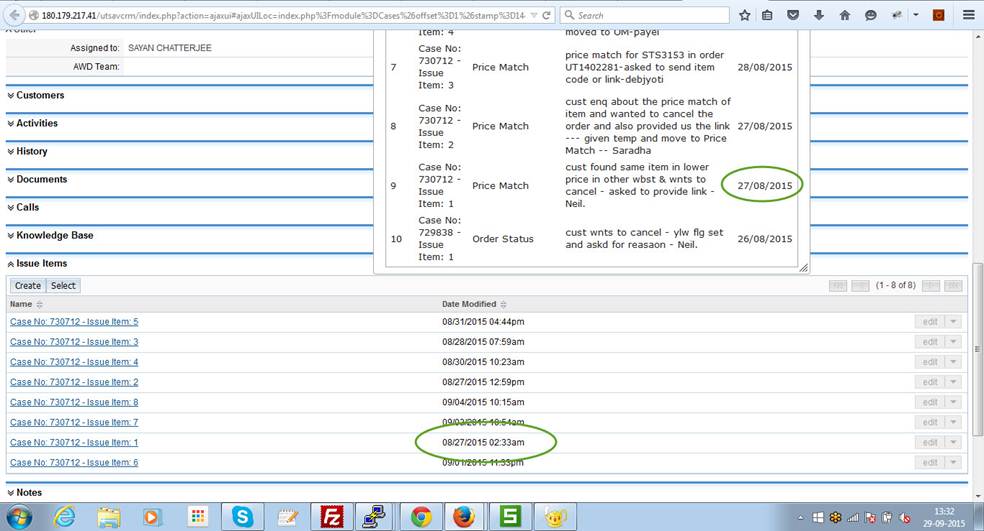 180.179.217.41/utsavcrm/index.php?action=ajaxui#ajaxUILoc=index.php%3Fmodule%3DCases%26offset%3D1%26stamp%3D14
Search
Assigned to: SAYAN CHATTERJEE
AWD Team:
Customers
Activities
History
Documents
Calls
Knowledge Base
Item: 4
moved to OM-payel
7
Case No:
730712 -
Issue
Item: 3
Price Match
price match for STS3153 in order
UT1402281-asked to send item
code or link-debjyoti
28/08/2015
8
Case No:
730712 -
Issue
Item: 2
Price Match
cust enq about the price match of
item and wanted to cancel the
order and also provided us the link
--- given temp and move to Price
Match -- Saradha
27/08/2015
9
Case No:
730712 -
Issue
Item: 1
Price Match
cust found same item in lower
price in other wbst & wnts to
cancel - asked to provide link -
Neil.
27/08/2015
10
Case No:
729838 -
Issue
Item: 1
Order Status
cust wnts to cancel - ylw flg set
and askd for reasaon - Neil.
26/08/2015
Issue Items
Create Select (1 - 8 of 8)
Name Date Modified
Case No: 730712 - Issue Item: 5 08/31/2015 04:44pm edit
Case No: 730712 - Issue Item: 3 08/28/2015 07:59am edit
Case No: 730712 - Issue Item: 4 08/30/2015 10:23am edit
Case No: 730712 - Issue Item: 2 08/27/2015 12:59pm edit
Case No: 730712 - Issue Item: 8 09/04/2015 10:15am edit
Case No: 730712 - Issue Item: 7 edit
Case No: 730712 - Issue Item: 1 08/27/2015 02:33am edit
Case No: 730712 - Issue Item: 6 09/01/2015 11:33pm edit
Notes
13:32
29-09-2015